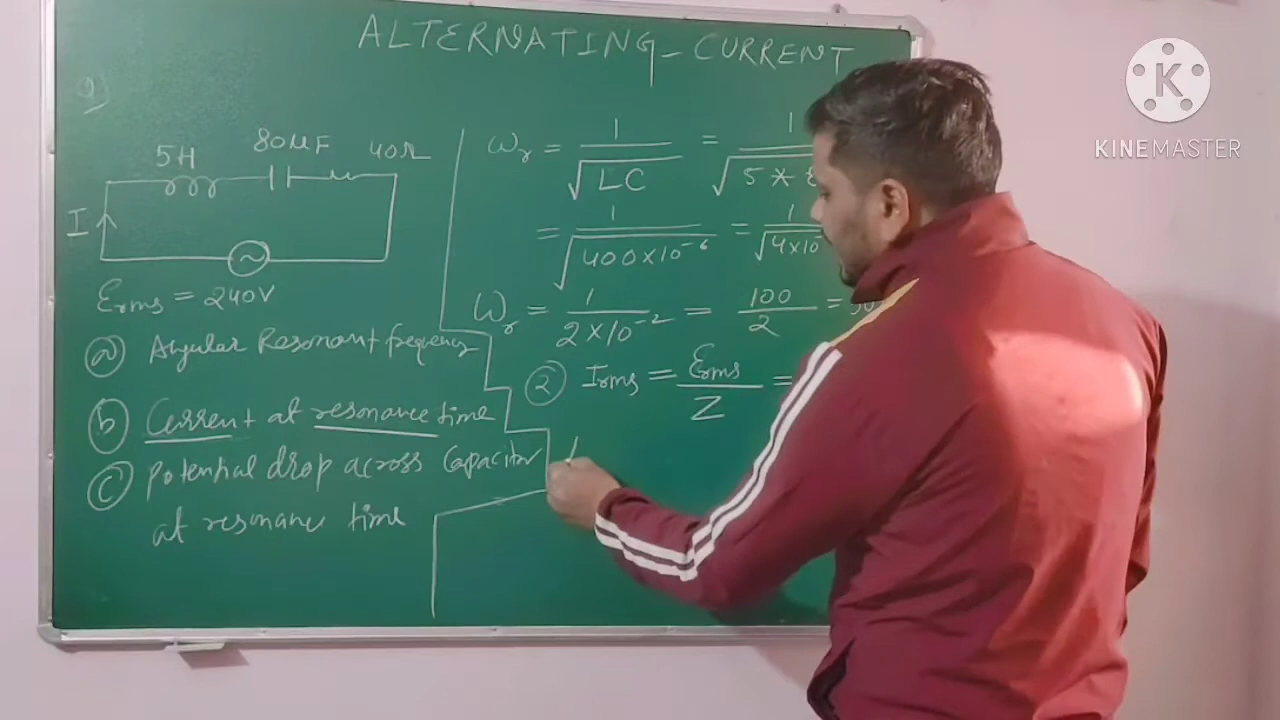 ALTERNATING-CURRENT
9)
5H
80μF
40Ω
I
Erms = 240V
(a) Angular Resonant frequency
(b) Current at resonance time
(c) Potential drop across Capacitor
at resonance time
ωr = 1/√LC = 1/√5*
= 1/√400×10⁻⁶ = 1/√4×10⁻
Wr = 1/2×10⁻² = 100/2 =
(2) Irms = Erms/Z =
K
KINEMASTER